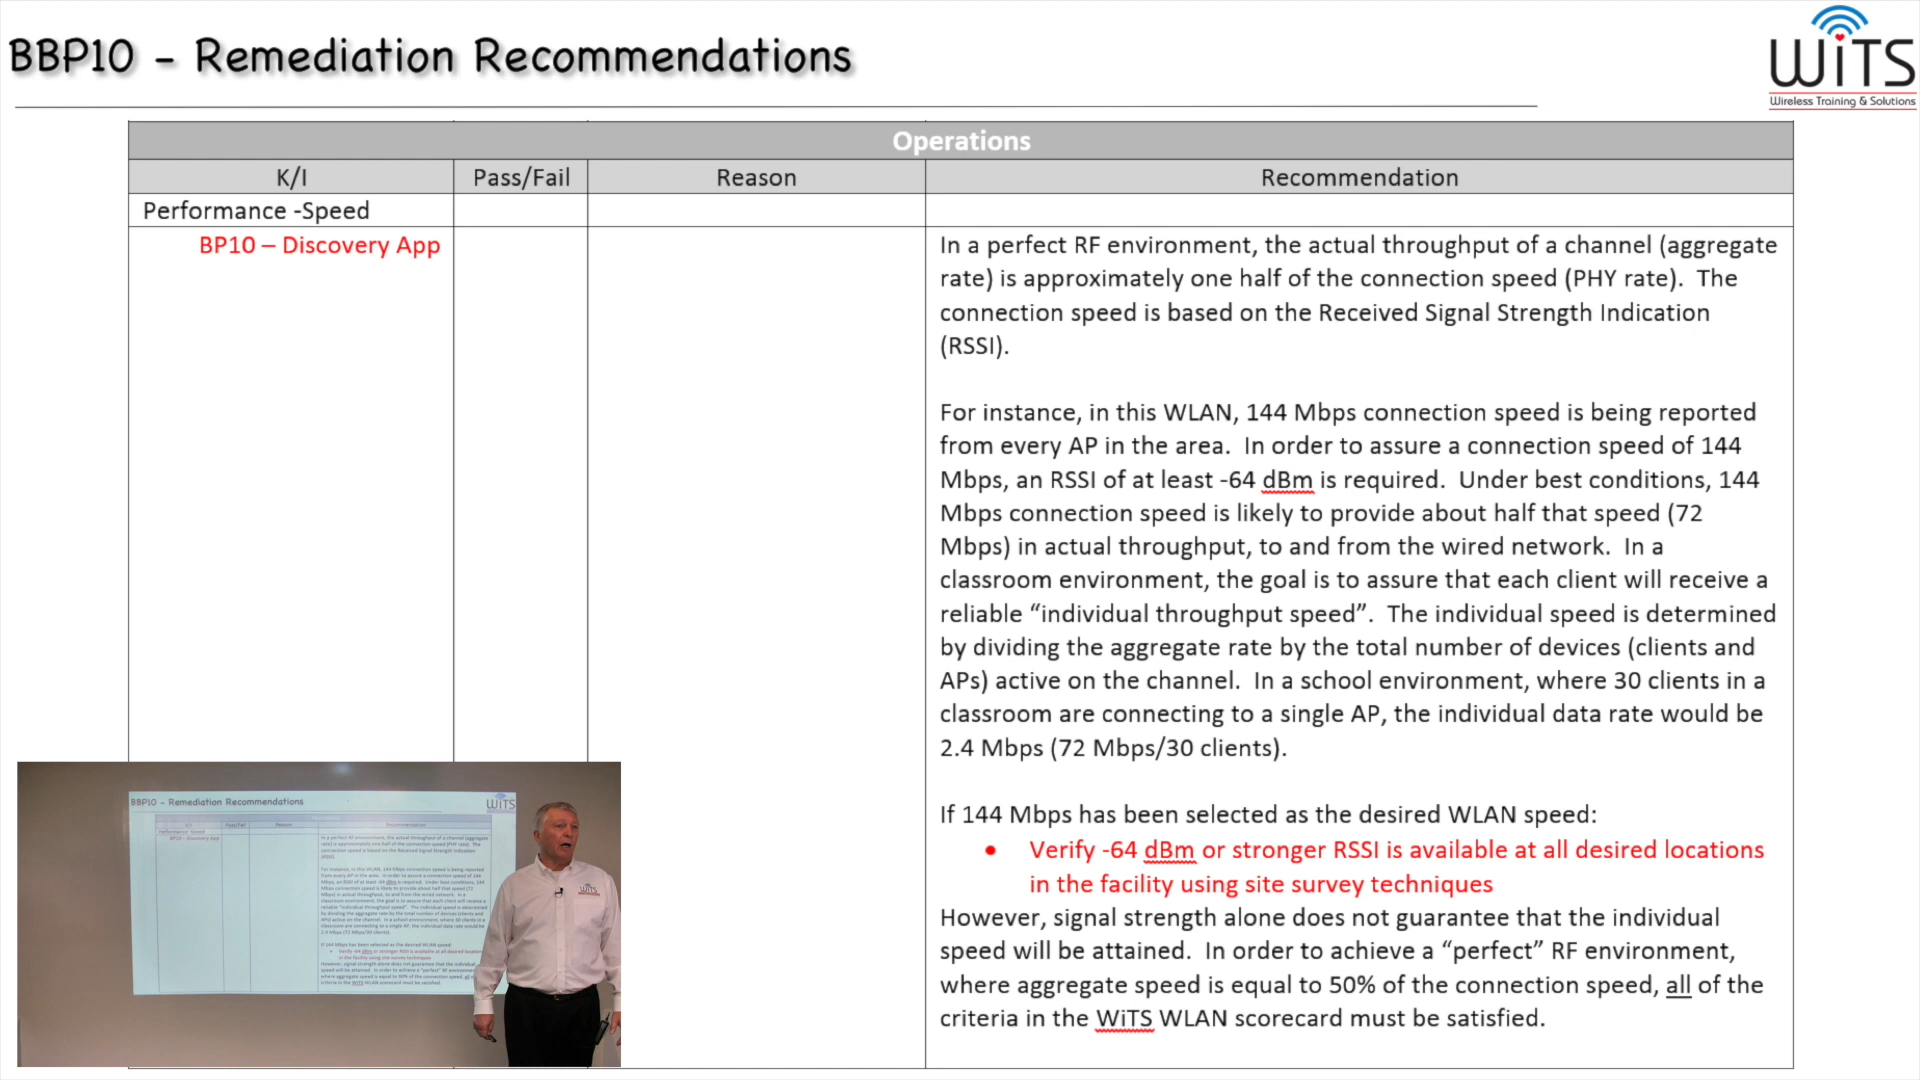 BBP10 - Remediation Recommendations
WiTS
Wireless Training & Solutions
Operations
K/I
Pass/Fail
Reason
Recommendation
Performance -Speed
BP10 – Discovery App
In a perfect RF environment, the actual throughput of a channel (aggregate
rate) is approximately one half of the connection speed (PHY rate).  The
connection speed is based on the Received Signal Strength Indication
(RSSI).
For instance, in this WLAN, 144 Mbps connection speed is being reported
from every AP in the area.  In order to assure a connection speed of 144
Mbps, an RSSI of at least -64 dBm is required.  Under best conditions, 144
Mbps connection speed is likely to provide about half that speed (72
Mbps) in actual throughput, to and from the wired network.  In a
classroom environment, the goal is to assure that each client will receive a
reliable “individual throughput speed”.  The individual speed is determined
by dividing the aggregate rate by the total number of devices (clients and
APs) active on the channel.  In a school environment, where 30 clients in a
classroom are connecting to a single AP, the individual data rate would be
2.4 Mbps (72 Mbps/30 clients).
If 144 Mbps has been selected as the desired WLAN speed:
• Verify -64 dBm or stronger RSSI is available at all desired locations
in the facility using site survey techniques
However, signal strength alone does not guarantee that the individual
speed will be attained.  In order to achieve a “perfect” RF environment,
where aggregate speed is equal to 50% of the connection speed, all of the
criteria in the WiTS WLAN scorecard must be satisfied.
BBP10 - Remediation Recommendations
WiTS
WiTS